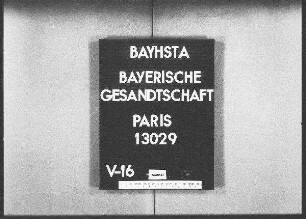 BAYHSTA
BAYERISCHE
GESANDTSCHAFT
PARIS
13029
V-16